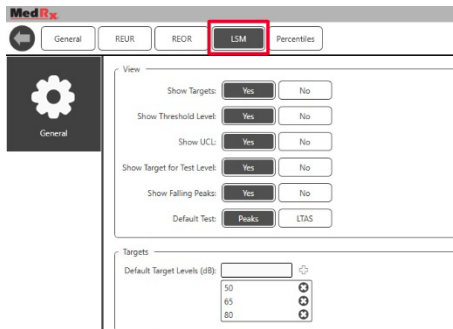 MedRx
General REUR REOR LSM Percentiles
General
View
Show Targets: Yes No
Show Threshold Level: Yes No
Show UCL: Yes No
Show Target for Test Level: Yes No
Show Falling Peaks: Yes No
Default Test: Peaks LTAS
Targets
Default Target Levels (dB):
50
65
80